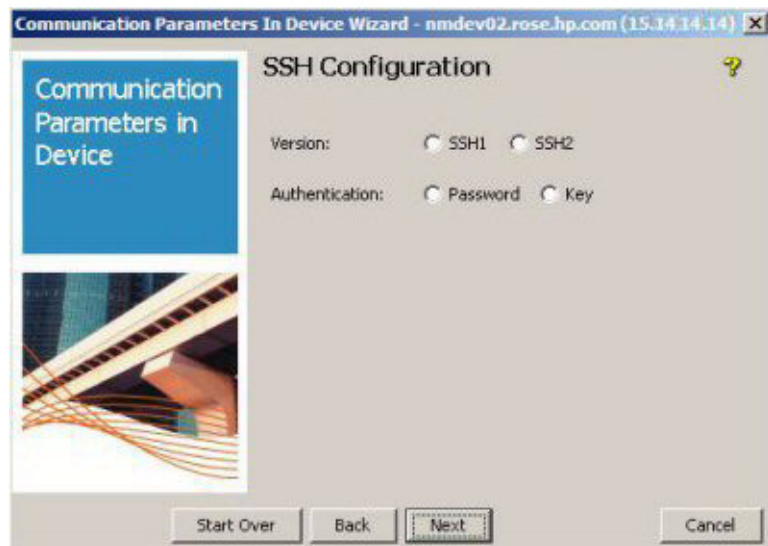 Communication Parameters In Device Wizard - nmdev02.rose.hp.com (15.14.14.14)
Communication
Parameters in
Device
SSH Configuration
?
Version: SSH1 SSH2
Authentication: Password Key
Start Over Back Next Cancel